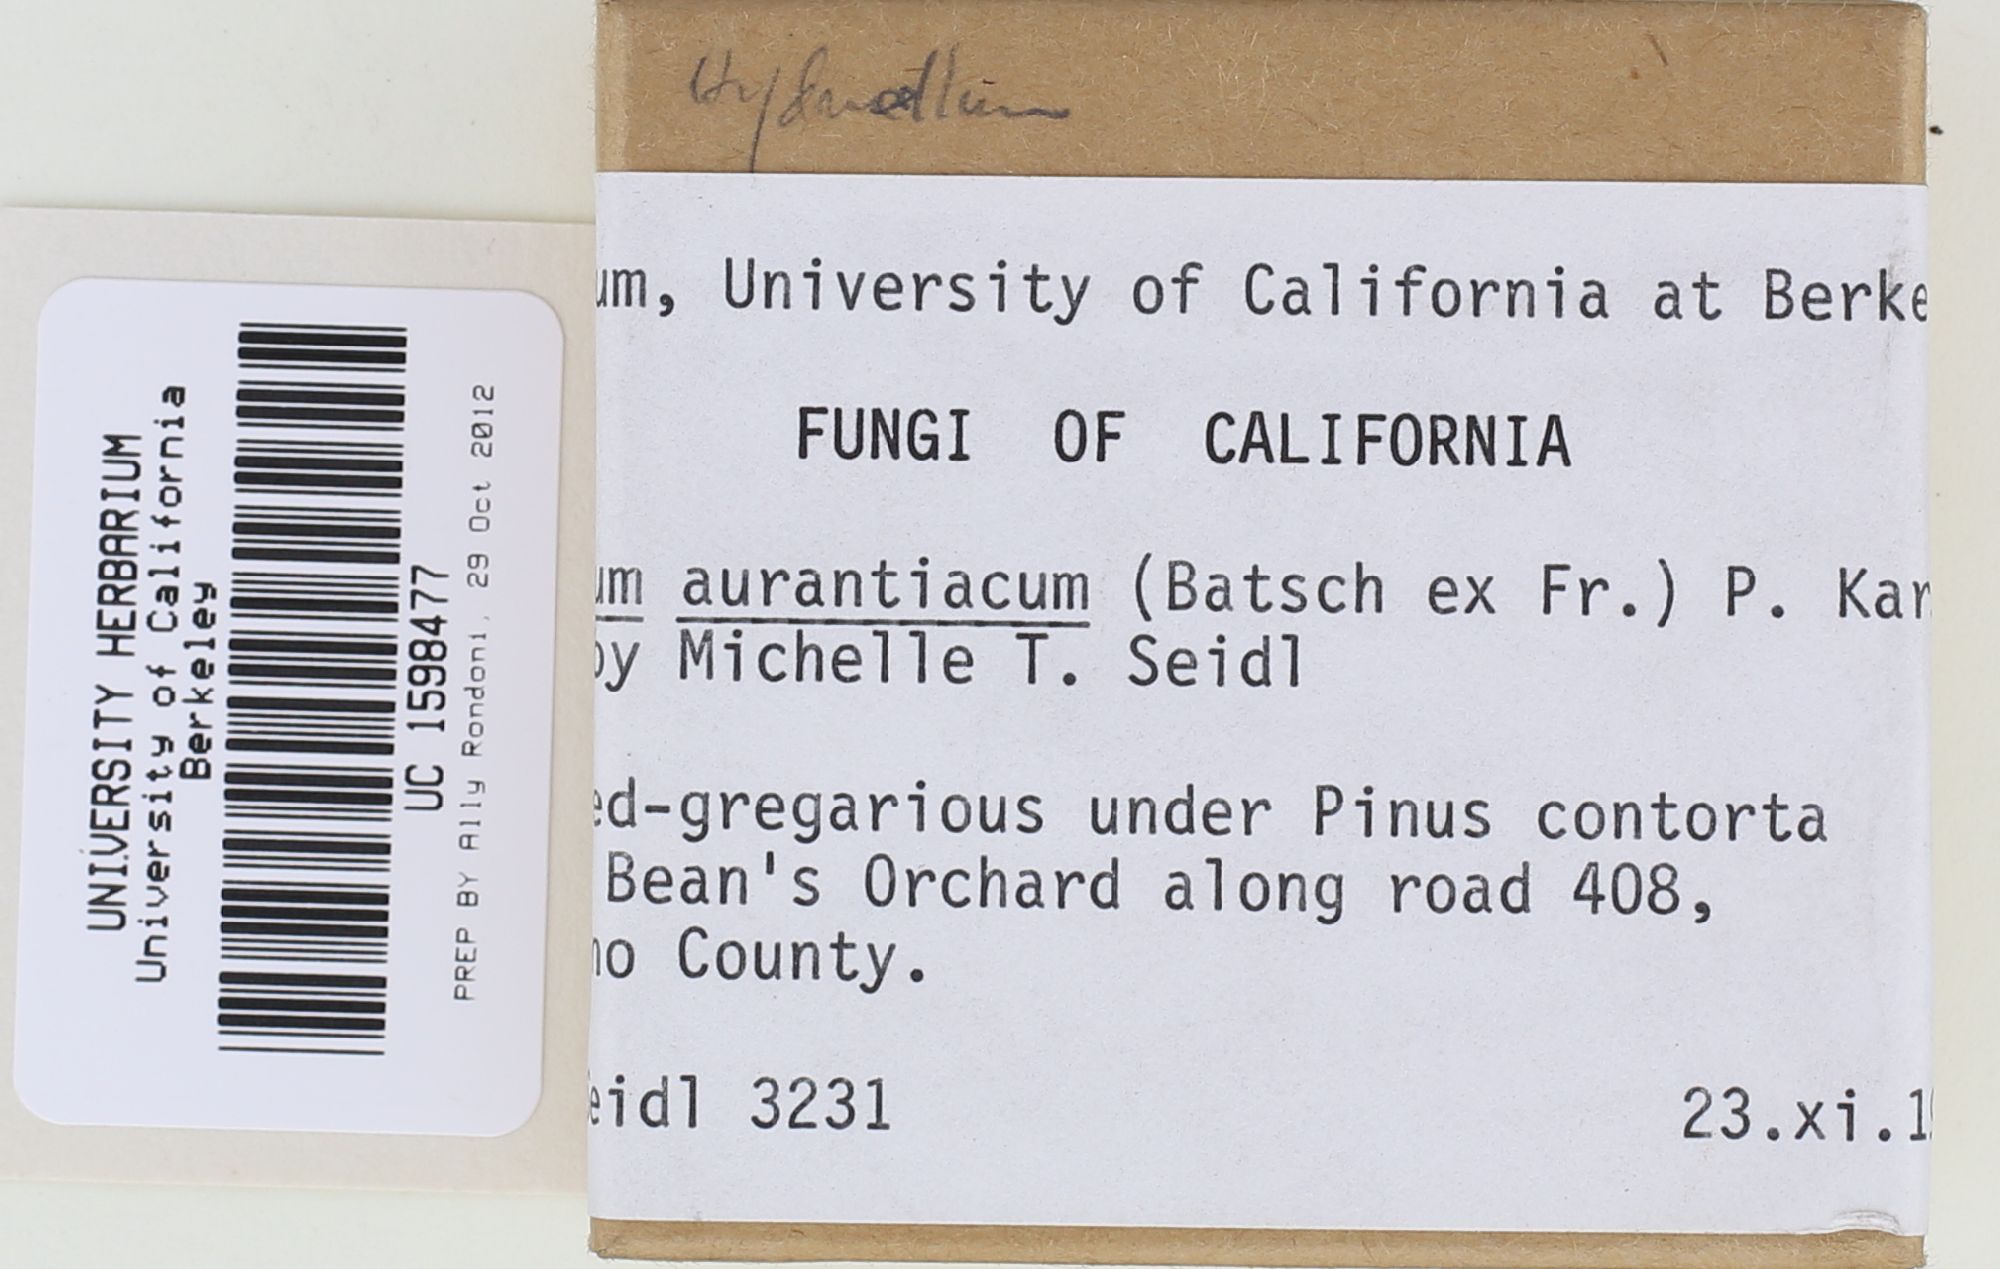 Hydnellum
um, University of California at Berke
FUNGI OF CALIFORNIA
um aurantiacum (Batsch ex Fr.) P. Kar
by Michelle T. Seidl
ed-gregarious under Pinus contorta
Bean's Orchard along road 408,
no County.
eidl 3231
23.xi.1
UNIVERSITY HERBARIUM
University of California
Berkeley
UC 1598477
PREP BY Ally Rondoni, 29 Oct 2012